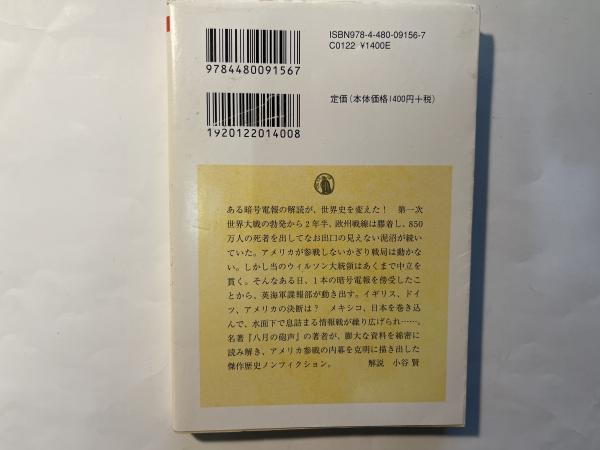 ISBN978-4-480-09156-7
C0122 ¥1400E
9784480091567
定価(本体価格1400円+税)
1920122014008
ある暗号電報の解読が、世界史を変えた! 第一次
世界大戦の勃発から2年半、欧州戦線は膠着し、850
万人の死者を出してなお出口の見えない泥沼が続い
ていた。アメリカが参戦しないかぎり戦局は動かな
い。しかし当のウィルソン大統領はあくまで中立を
貫く。そんなある日、1本の暗号電報を傍受したこ
とから、英海軍諜報部が動き出す。イギリス、ドイ
ツ、アメリカの決断は? メキシコ、日本を巻き込
んで、水面下で息詰まる情報戦が繰り広げられ……。
名著『八月の砲声』の著者が、膨大な資料を綿密に
読み解き、アメリカ参戦の内幕を克明に描き出した
傑作歴史ノンフィクション。 解説 小谷 賢